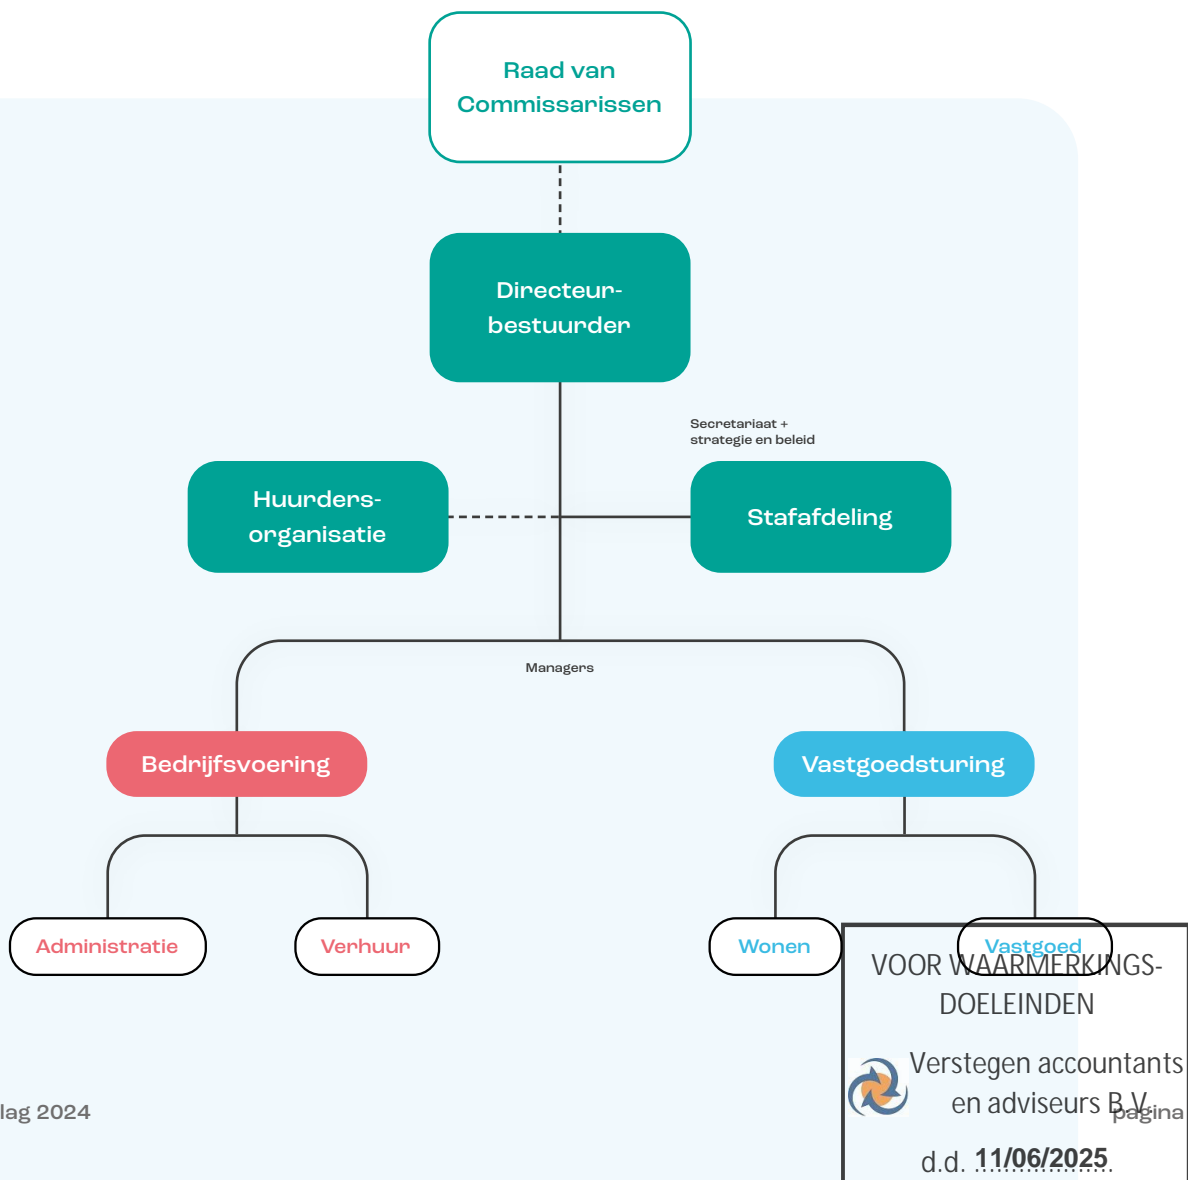 Raad van
Commissarissen
Directeur-
bestuurder
Secretariaat +
strategie en beleid
Huurders-
organisatie
Stafafdeling
Managers
Bedrijfsvoering
Vastgoedsturing
Administratie
Verhuur
Wonen
Vastgoed
VOOR WAARMERKINGS-
DOELEINDEN
Verstegen accountants
en adviseurs B.V.
lag 2024
pagina
d.d. 11/06/2025